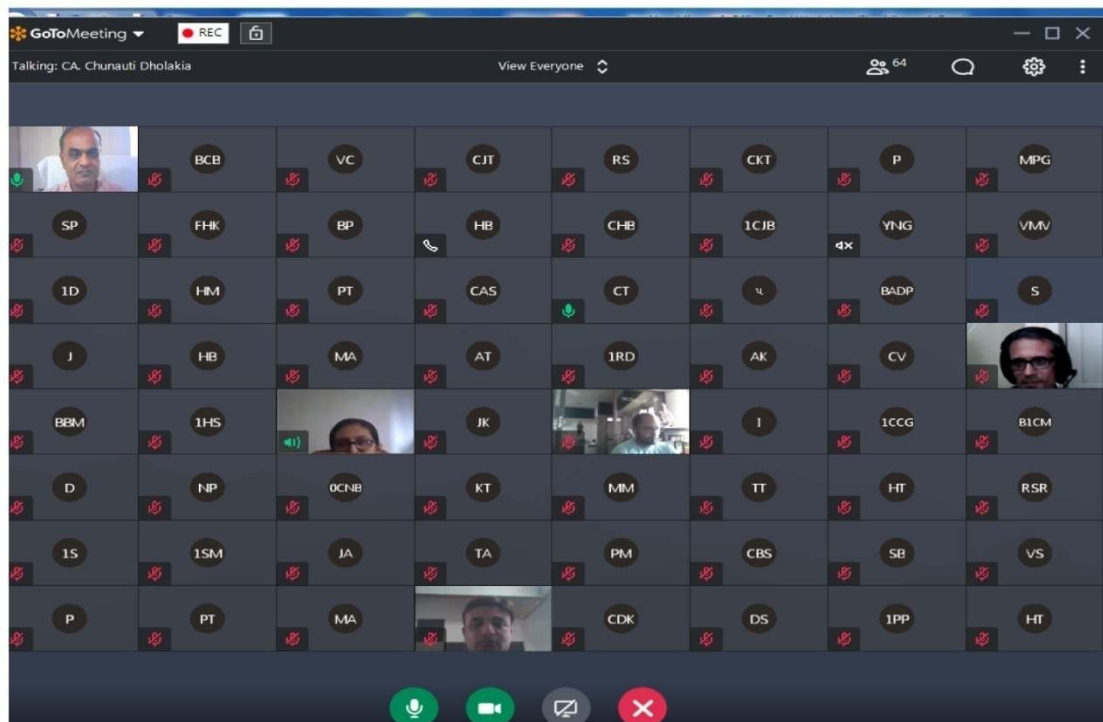 GoToMeeting REC
Talking: CA. Chunauti Dholakia View Everyone 64
BCB VC CJT RS CKT P MPG
SP FHK BP HB CHB 1CJB YNG VMV
1D HM PT CAS CT પ BADP S
J HB MA AT 1RD AK CV
BBM 1HS JK I 1CCG B1CM
D NP 0CNB KT MM TT HT RSR
1S 1SM JA TA PM CBS SB VS
P PT MA CDK DS 1PP HT